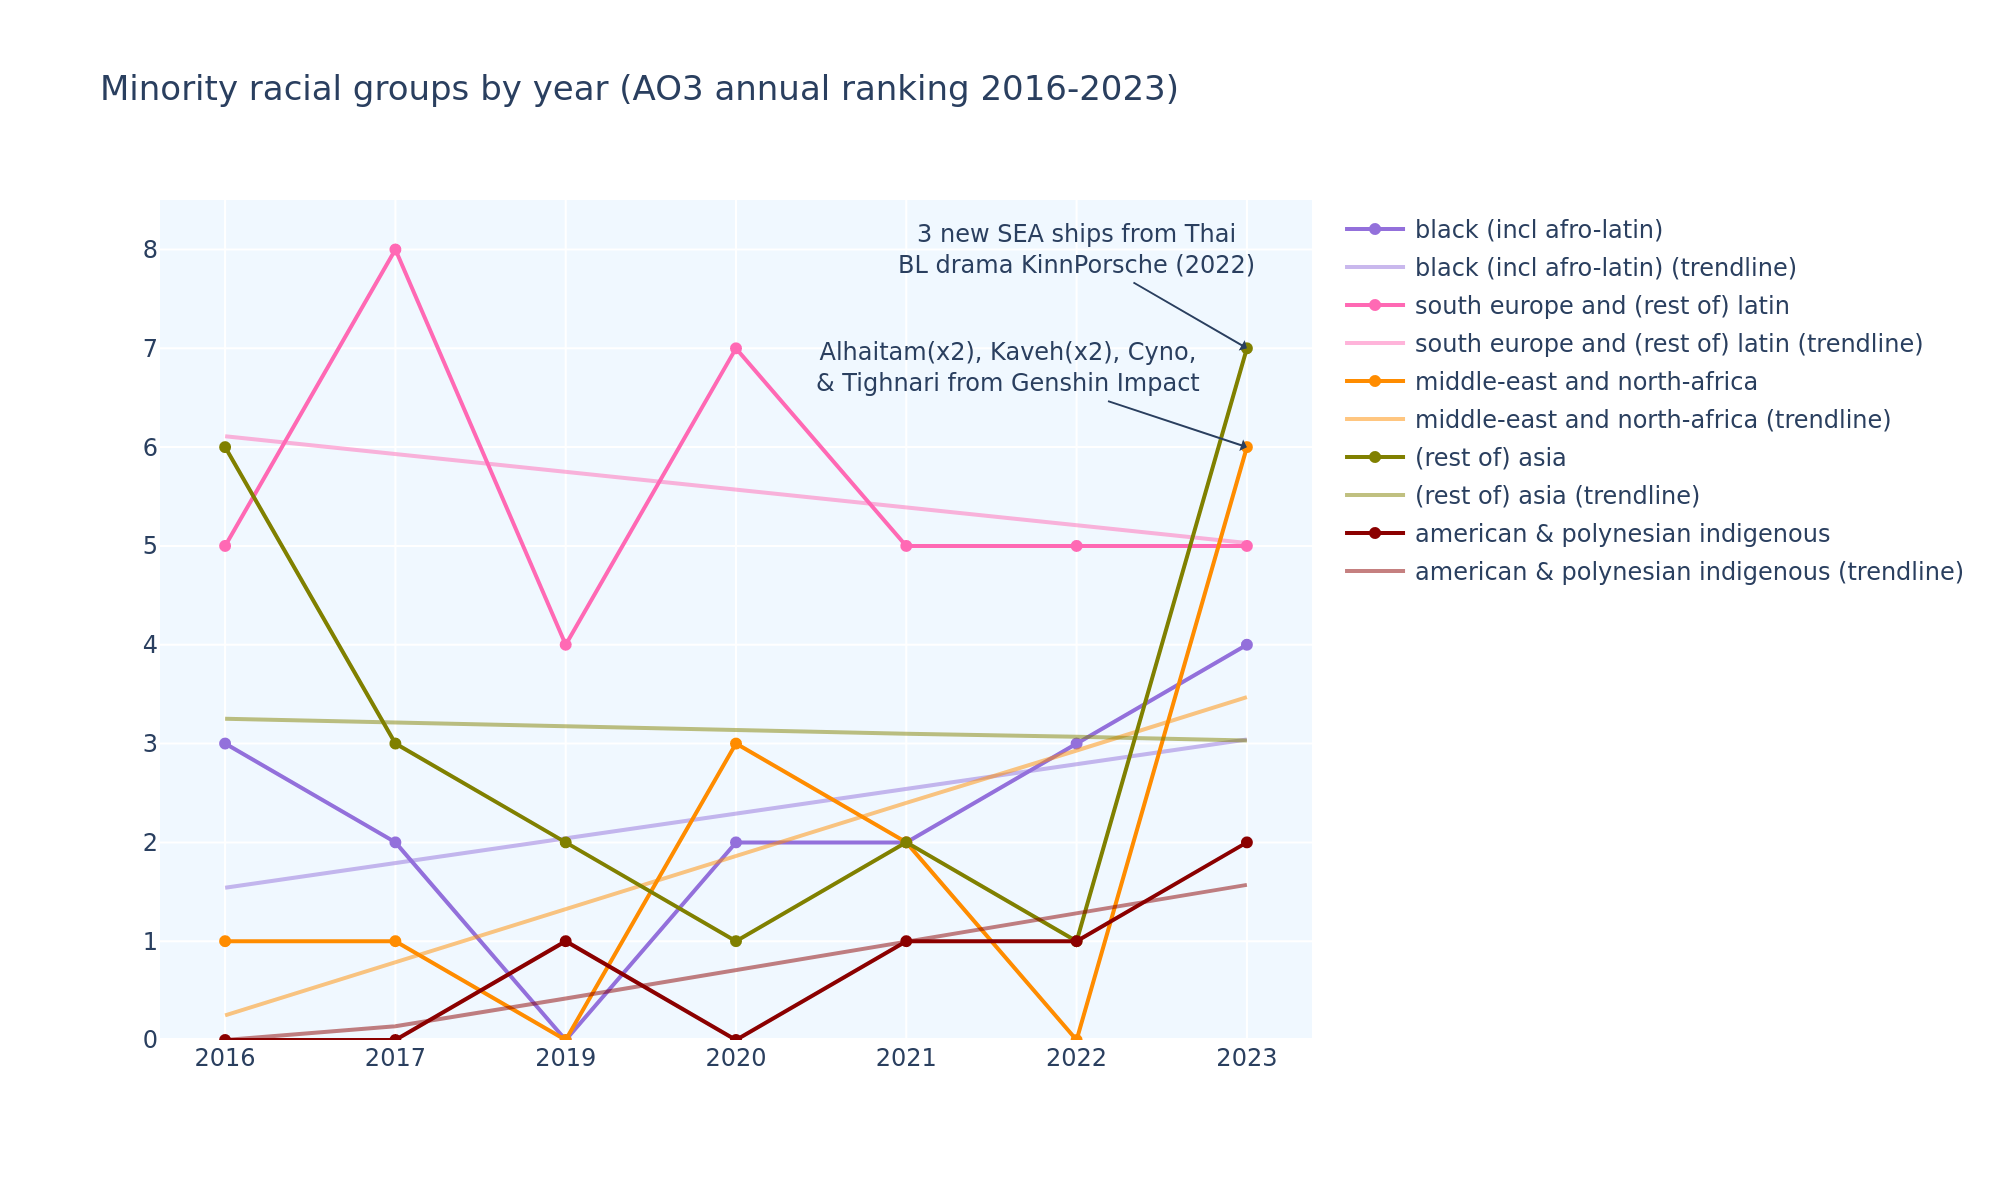 Minority racial groups by year (AO3 annual ranking 2016-2023)
3 new SEA ships from Thai
BL drama KinnPorsche (2022)
Alhaitam(x2), Kaveh(x2), Cyno,
& Tighnari from Genshin Impact
8
7
6
5
4
3
2
1
0
2016
2017
2019
2020
2021
2022
2023
black (incl afro-latin)
black (incl afro-latin) (trendline)
south europe and (rest of) latin
south europe and (rest of) latin (trendline)
middle-east and north-africa
middle-east and north-africa (trendline)
(rest of) asia
(rest of) asia (trendline)
american & polynesian indigenous
american & polynesian indigenous (trendline)